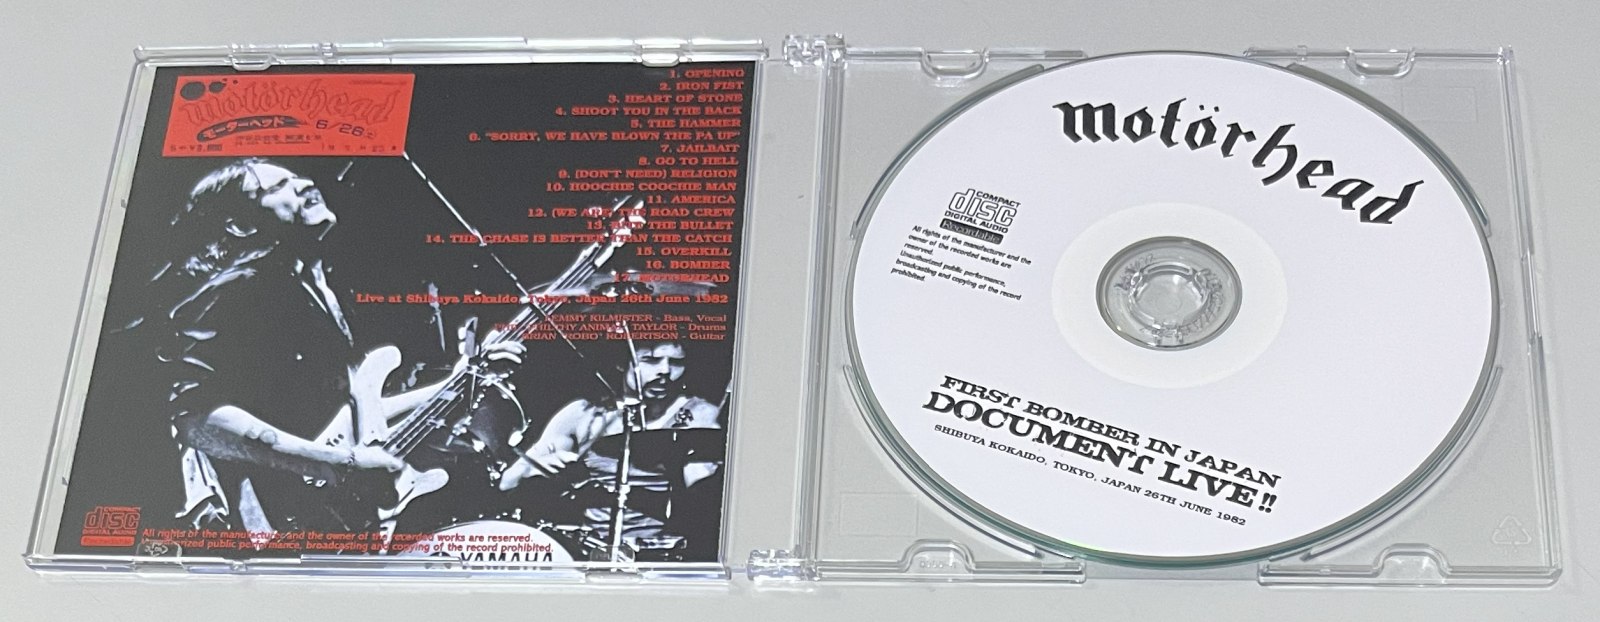 motörhead
モーターヘッド
6/26
1. OPENING
2. IRON FIST
3. HEART OF STONE
4. SHOOT YOU IN THE BACK
5. THE HAMMER
6. "SORRY, WE HAVE BLOWN THE PA UP"
7. JAILBAIT
8. GO TO HELL
9. (DON'T NEED) RELIGION
10. HOOCHIE COOCHIE MAN
11. AMERICA
12. (WE ARE) THE ROAD CREW
13. BITE THE BULLET
14. THE CHASE IS BETTER THAN THE CATCH
15. OVERKILL
16. BOMBER
17. MOTORHEAD
Live at Shibuya Kokaido, Tokyo, Japan 26th June 1982
LEMMY KILMISTER - Bass, Vocal
"PHILTHY ANIMAL" TAYLOR - Drums
BRIAN "ROBO" ROBERTSON - Guitar
COMPACT
disc
DIGITAL AUDIO
Recordable
All rights of the manufacturer and the owner of the recorded works are reserved.
Unauthorized public performance, broadcasting and copying of the record prohibited.
YAMAHA
motörhead
COMPACT
disc
DIGITAL AUDIO
Recordable
All rights of the manufacturer and the
owner of the recorded works are
reserved.
Unauthorized public performance,
broadcasting and copying of the record
prohibited.
FIRST BOMBER IN JAPAN
DOCUMENT LIVE!!
SHIBUYA KOKAIDO, TOKYO, JAPAN 26TH JUNE 1982